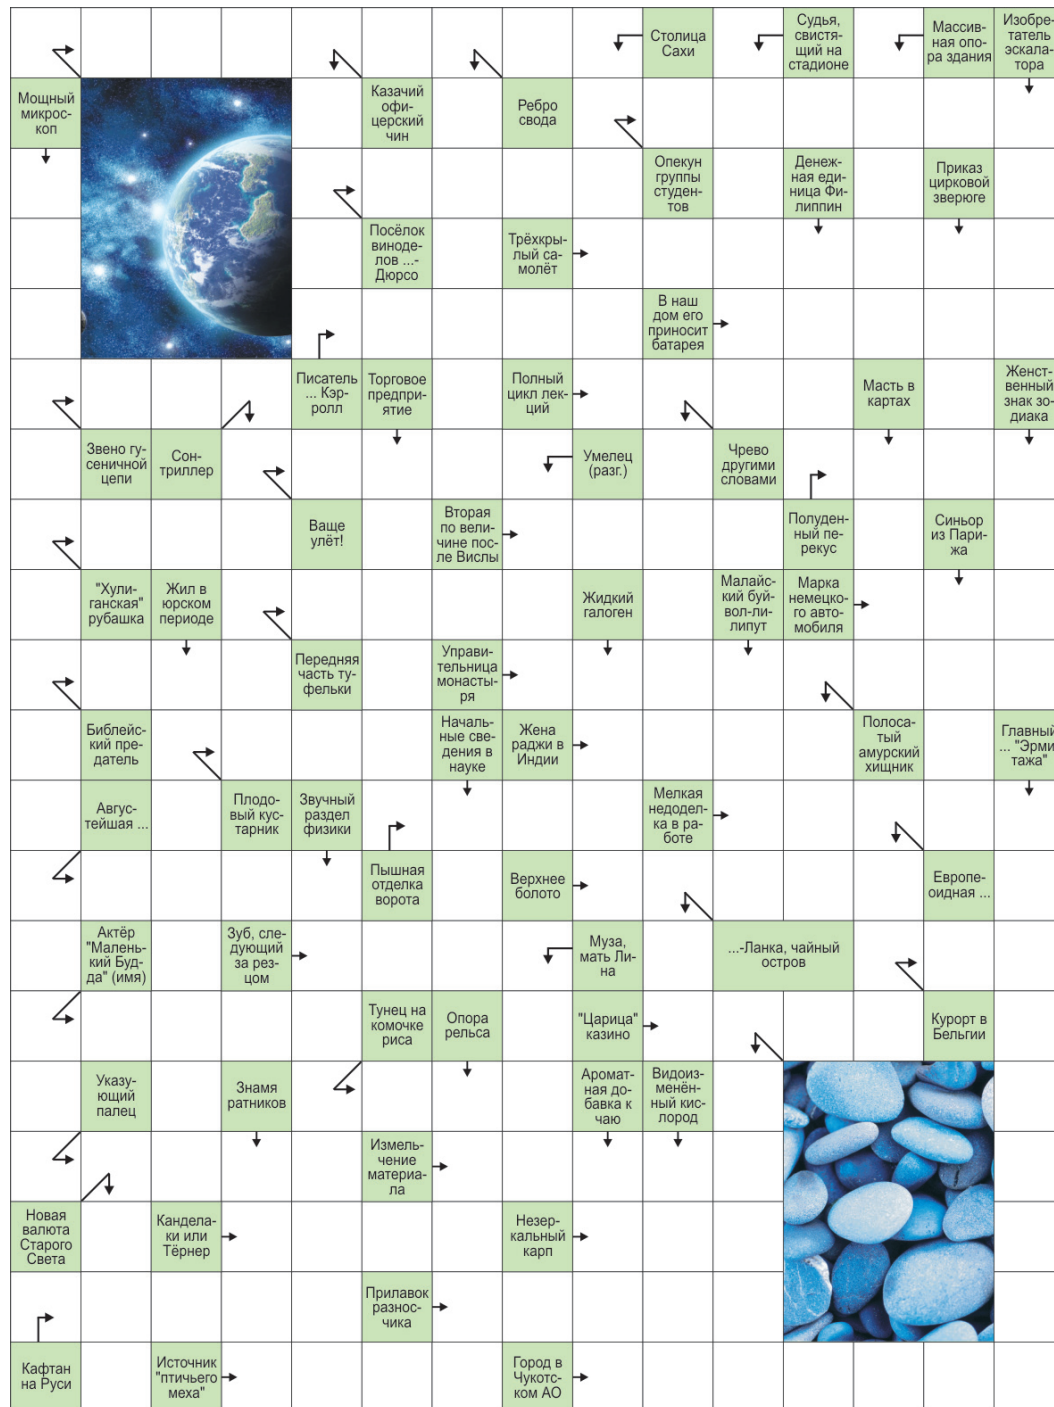 Столица
Сахи
Судья,
свистя-
щий на
стадионе
Массив-
ная опо-
ра здания
Изобре-
татель
эскала-
тора
Мощный
микрос-
коп
Казачий
офи-
церский
чин
Ребро
свода
Опекун
группы
студен-
тов
Денеж-
ная еди-
ница Фи-
липпин
Приказ
цирковой
зверюге
Посёлок
виноде-
лов ...-
Дюрсо
Трёхкры-
лый са-
молёт
В наш
дом его
приносит
батарея
Писатель
... Кэр-
ролл
Торговое
предпри-
ятие
Полный
цикл лек-
ций
Масть в
картах
Женст-
венный
знак зо-
диака
Звено гу-
сеничной
цепи
Сон-
триллер
Умелец
(разг.)
Чрево
другими
словами
Ваще
улёт!
Вторая
по вели-
чине пос-
ле Вислы
Полуден-
ный пе-
рекус
Синьор
из Пари-
жа
"Хули-
ганская"
рубашка
Жил в
юрском
периоде
Жидкий
галоген
Малай-
ский буй-
вол-ли-
липут
Марка
немецко-
го авто-
мобиля
Передняя
часть ту-
фельки
Управи-
тельница
монасты-
ря
Библей-
ский пре-
датель
Началь-
ные све-
дения в
науке
Жена
раджи в
Индии
Полоса-
тый
амурский
хищник
Главный
... "Эрми-
тажа"
Авгус-
тейшая ...
Плодо-
вый кус-
тарник
Звучный
раздел
физики
Мелкая
недодел-
ка в ра-
боте
Пышная
отделка
ворота
Верхнее
болото
Европе-
оидная ...
Актёр
"Малень-
кий Буд-
да" (имя)
Зуб, сле-
дующий
за рез-
цом
Муза,
мать Ли-
на
...-Ланка, чайный
остров
Тунец на
комочке
риса
Опора
рельса
"Царица"
казино
Курорт в
Бельгии
Указу-
ющий
палец
Знамя
ратников
Аромат-
ная до-
бавка к
чаю
Видоиз-
менён-
ный кис-
лород
Измель-
чение
материа-
ла
Новая
валюта
Старого
Света
Кандела-
ки или
Тёрнер
Незер-
кальный
карп
Прилавок
разнос-
чика
Кафтан
на Руси
Источник
"птичьего
меха"
Город в
Чукотс-
ком АО